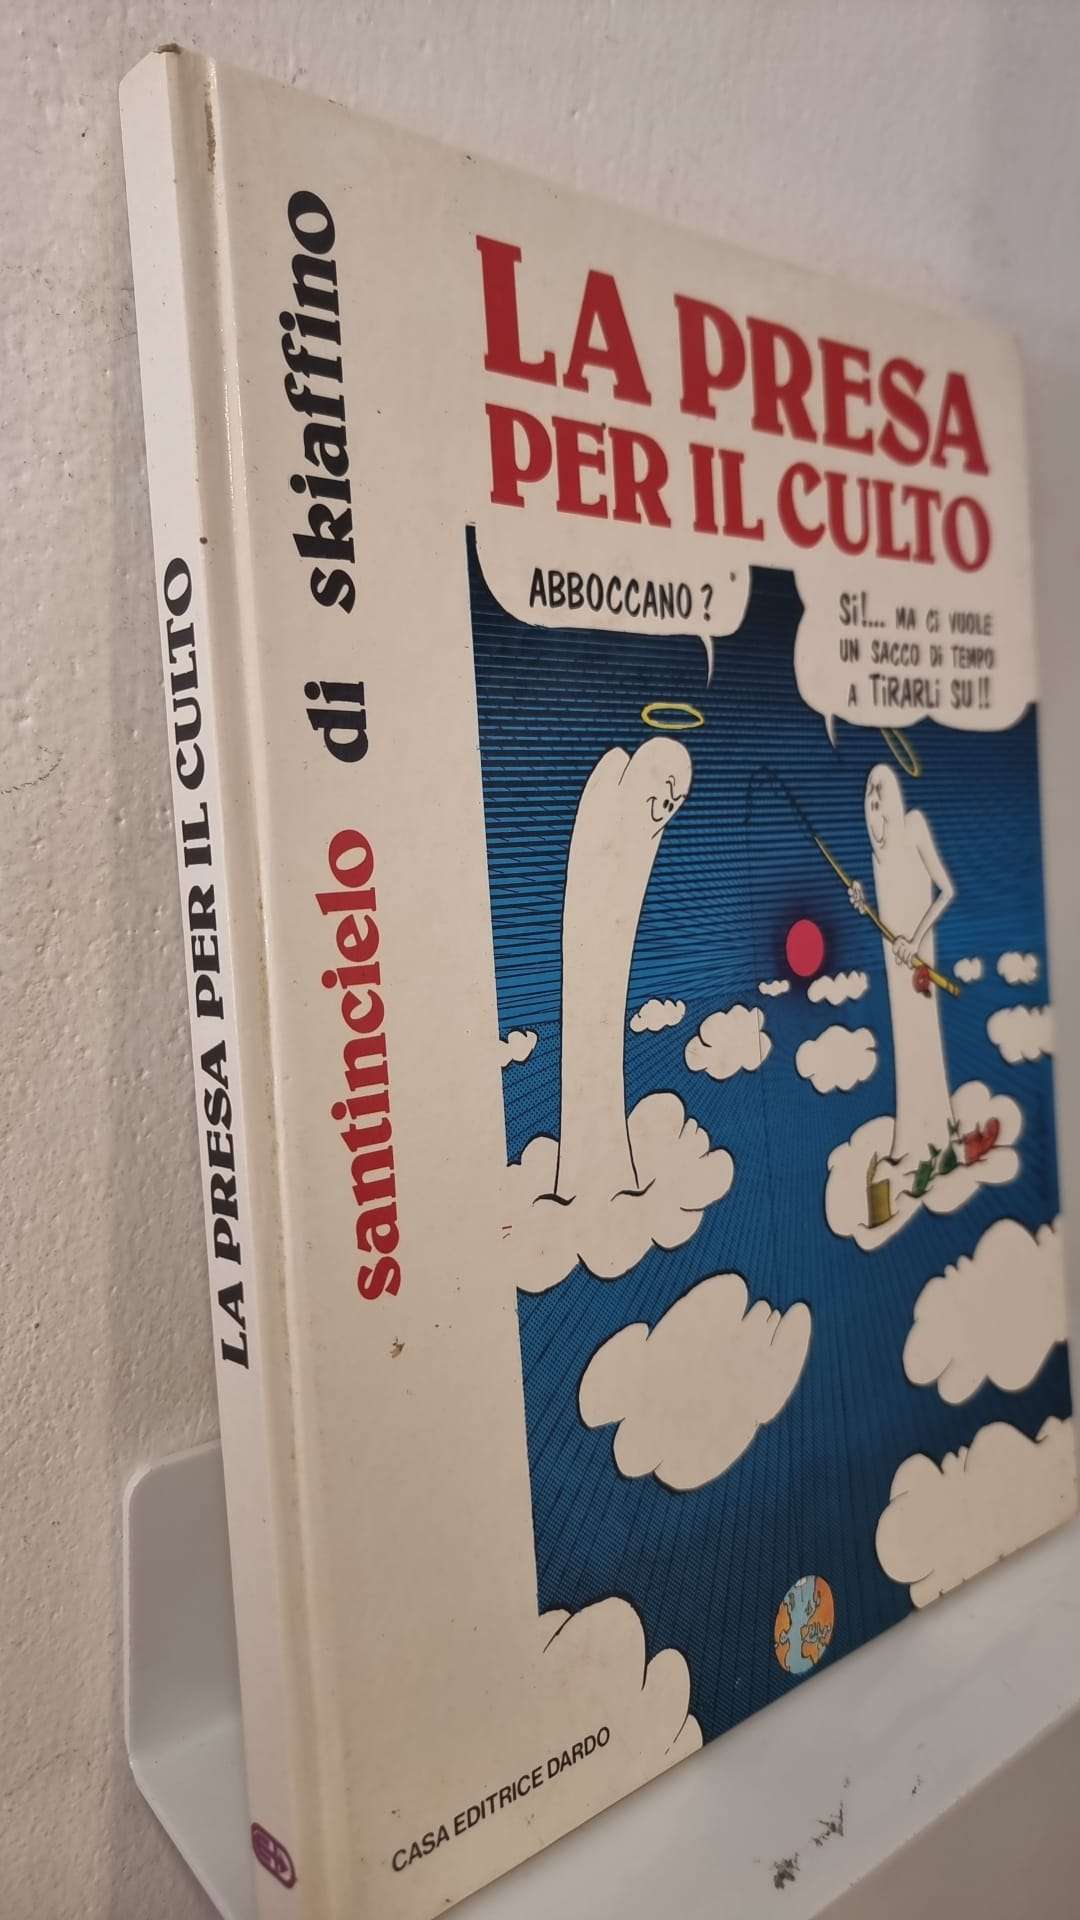 LA PRESA PER IL CULTO
santincielo di skiaffino
LA PRESA
PER IL CULTO
ABBOCCANO?
Sì!... MA Ci VUOLE
UN SACCO Di TEMPO
A TiRARLi SU!!
CASA EDITRICE DARDO